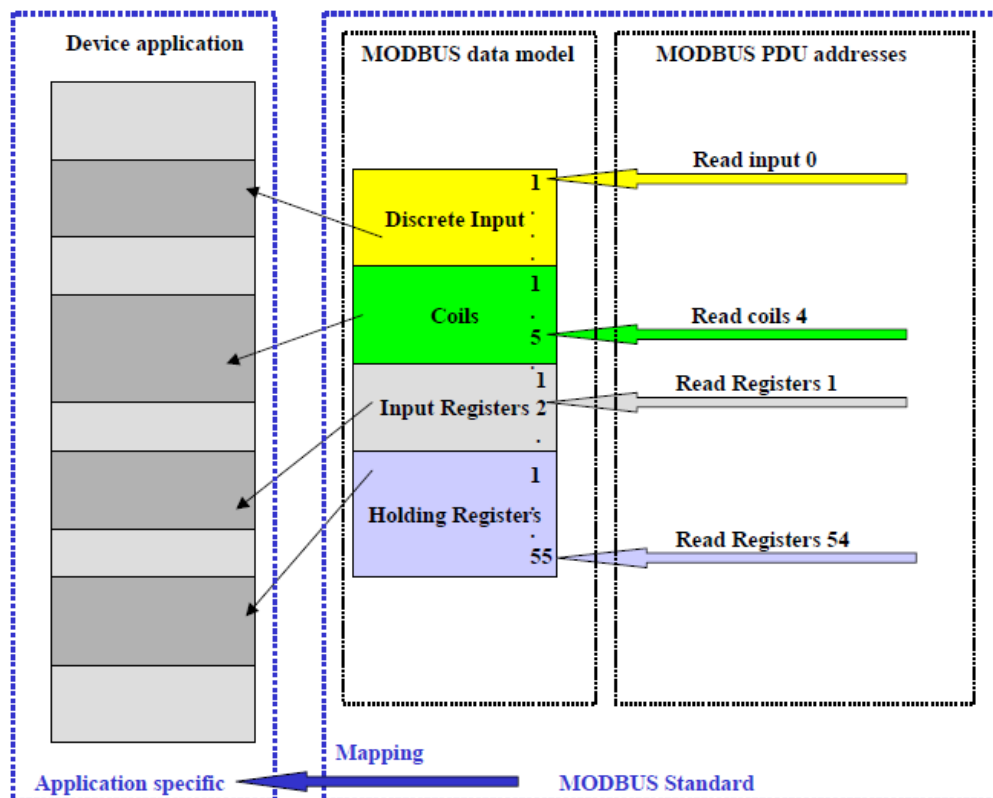 Device application
MODBUS data model
MODBUS PDU addresses
Read input 0
1
Discrete Input
.
.
.
1
Coils
.
5
.
Read coils 4
1
Input Registers 2
.
Read Registers 1
1
.
Holding Registers
.
55
Read Registers 54
Mapping
Application specific
MODBUS Standard